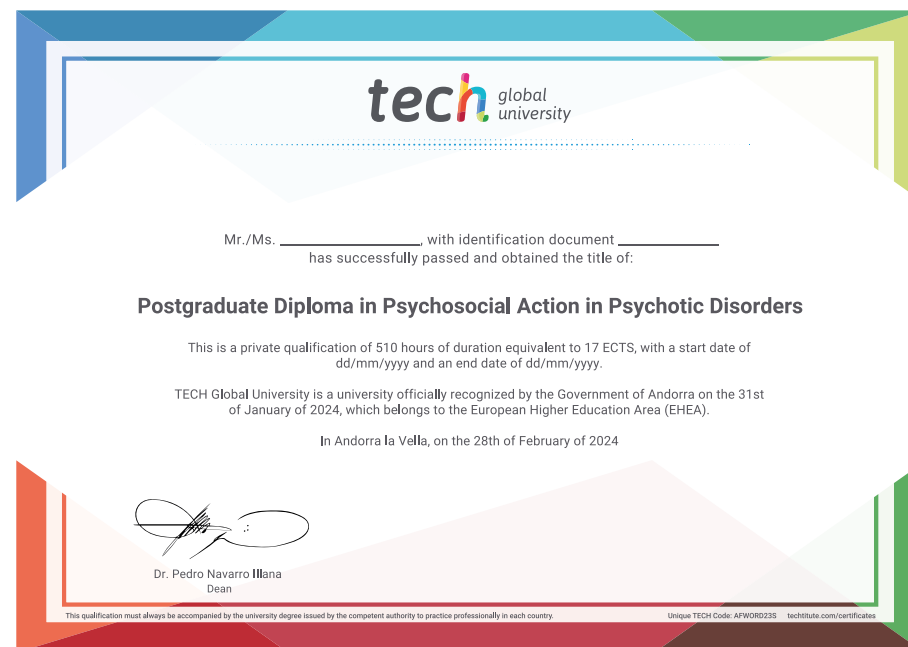 tech global university
Mr./Ms. ____________, with identification document ____________
has successfully passed and obtained the title of:
Postgraduate Diploma in Psychosocial Action in Psychotic Disorders
This is a private qualification of 510 hours of duration equivalent to 17 ECTS, with a start date of
dd/mm/yyyy and an end date of dd/mm/yyyy.
TECH Global University is a university officially recognized by the Government of Andorra on the 31st
of January of 2024, which belongs to the European Higher Education Area (EHEA).
In Andorra la Vella, on the 28th of February of 2024
Dr. Pedro Navarro Illana
Dean
This qualification must always be accompanied by the university degree issued by the competent authority to practice professionally in each country.
Unique TECH Code: AFWORD23S techtitute.com/certificates